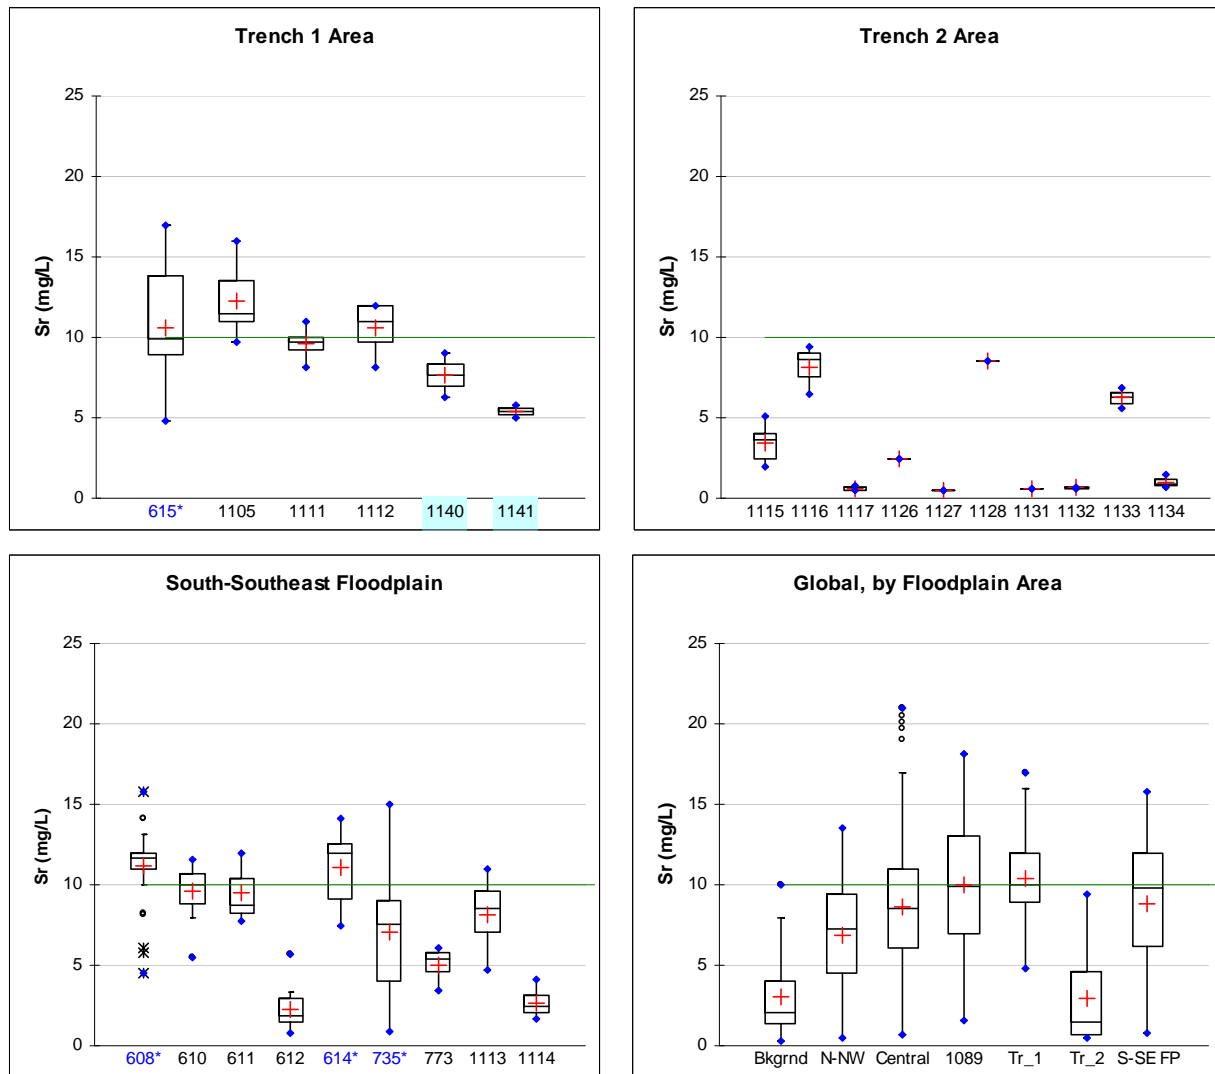 Trench 1 Area
25
20
15
10
5
0
Sr (mg/L)
615* 1105 1111 1112 1140 1141
Trench 2 Area
25
20
15
10
5
0
Sr (mg/L)
1115 1116 1117 1126 1127 1128 1131 1132 1133 1134
South-Southeast Floodplain
25
20
15
10
5
0
Sr (mg/L)
608* 610 611 612 614* 735* 773 1113 1114
Global, by Floodplain Area
25
20
15
10
5
0
Sr (mg/L)
Bkgrnd N-NW Central 1089 Tr_1 Tr_2 S-SE FP